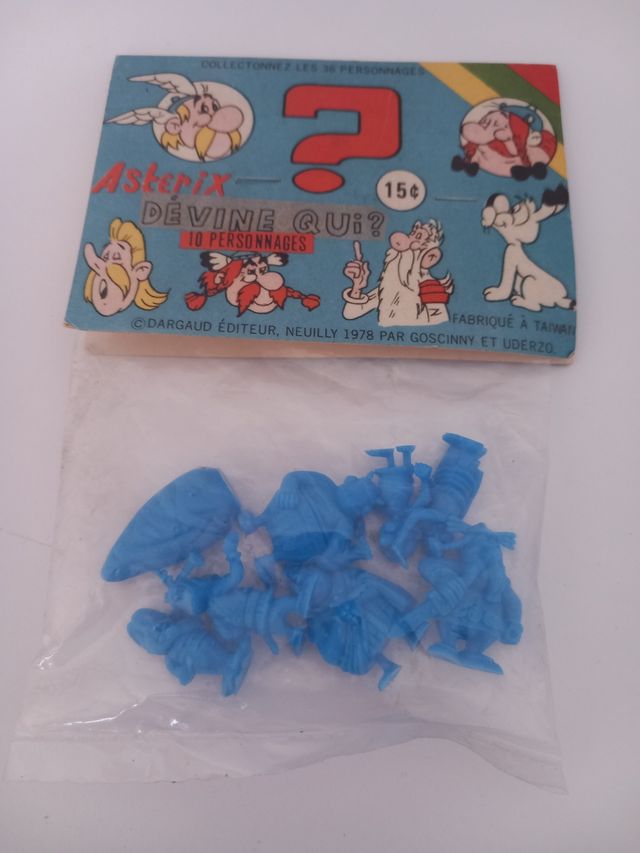 COLLECTONNEZ LES 36 PERSONNAGES
?
15¢
AStERiX
DÉVINE QUi?
10 PERSONNAGES
FABRIQUÉ À TAIWAN
©DARGAUD ÉDITEUR, NEUILLY 1978 PAR GOSCINNY ET UDERZO